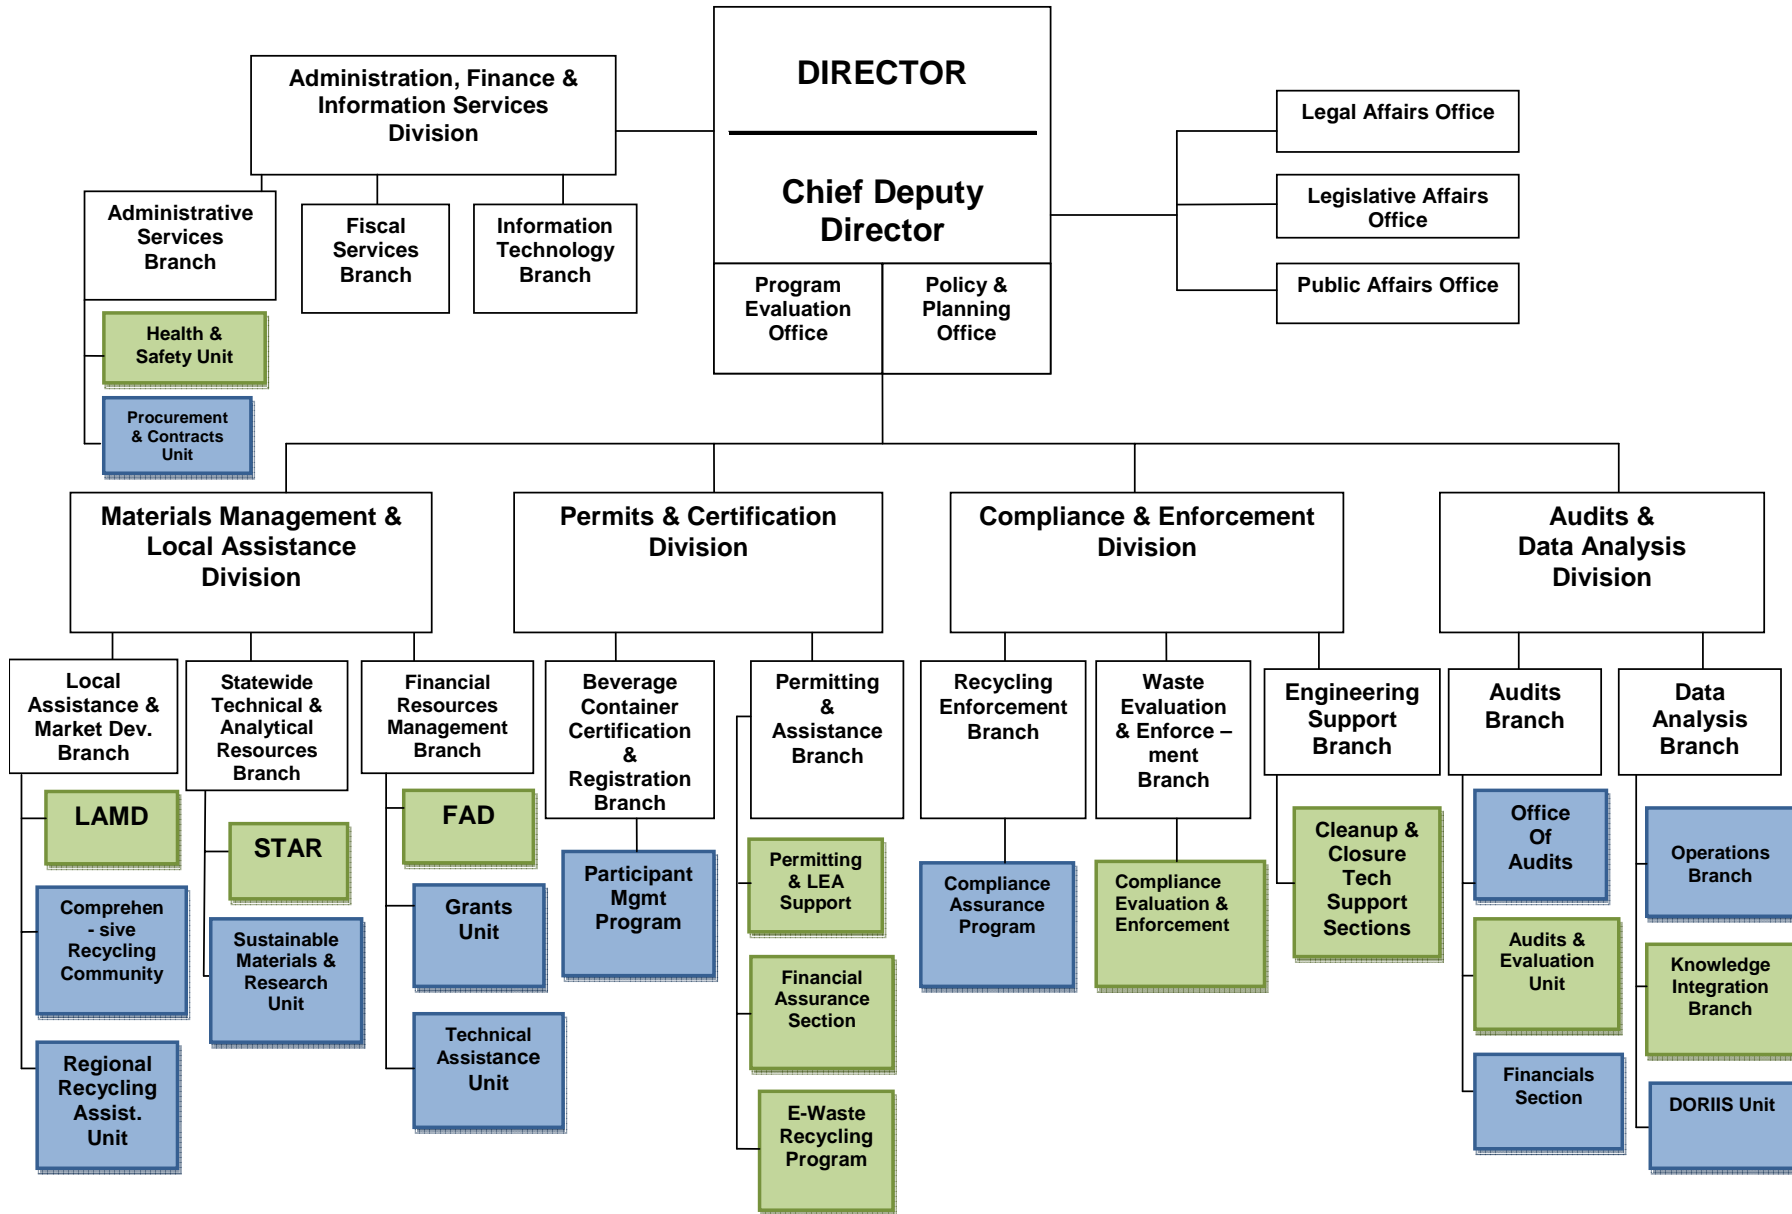 Administration, Finance &
Information Services
Division
DIRECTOR
Chief Deputy
Director
Program
Evaluation
Office
Policy &
Planning
Office
Legal Affairs Office
Legislative Affairs
Office
Public Affairs Office
Administrative
Services
Branch
Fiscal
Services
Branch
Information
Technology
Branch
Health &
Safety Unit
Procurement
& Contracts
Unit
Materials Management &
Local Assistance
Division
Permits & Certification
Division
Compliance & Enforcement
Division
Audits &
Data Analysis
Division
Local
Assistance &
Market Dev.
Branch
Statewide
Technical &
Analytical
Resources
Branch
Financial
Resources
Management
Branch
Beverage
Container
Certification
&
Registration
Branch
Permitting
&
Assistance
Branch
Recycling
Enforcement
Branch
Waste
Evaluation
& Enforce –
ment
Branch
Engineering
Support
Branch
Audits
Branch
Data
Analysis
Branch
LAMD
Comprehen
- sive
Recycling
Community
Regional
Recycling
Assist.
Unit
STAR
Sustainable
Materials &
Research
Unit
FAD
Grants
Unit
Technical
Assistance
Unit
Participant
Mgmt
Program
Permitting
& LEA
Support
Financial
Assurance
Section
E-Waste
Recycling
Program
Compliance
Assurance
Program
Compliance
Evaluation &
Enforcement
Cleanup &
Closure
Tech
Support
Sections
Office
Of
Audits
Audits &
Evaluation
Unit
Financials
Section
Operations
Branch
Knowledge
Integration
Branch
DORIIS Unit